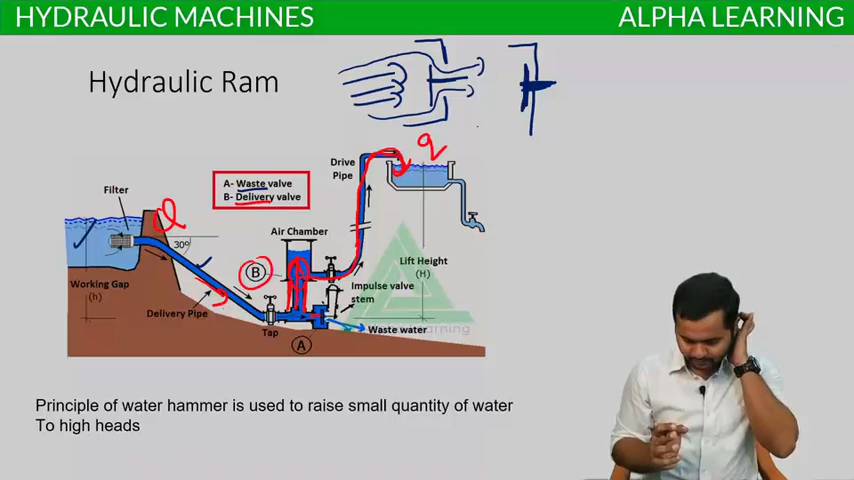 HYDRAULIC MACHINES
ALPHA LEARNING
Hydraulic Ram
q
Drive
Pipe
A- Waste valve
B- Delivery valve
Filter
Q
30º
Air Chamber
B
Lift Height
(H)
Working Gap
(h)
Impulse valve
stem
Delivery Pipe
Tap
Waste water
A
Principle of water hammer is used to raise small quantity of water
To high heads